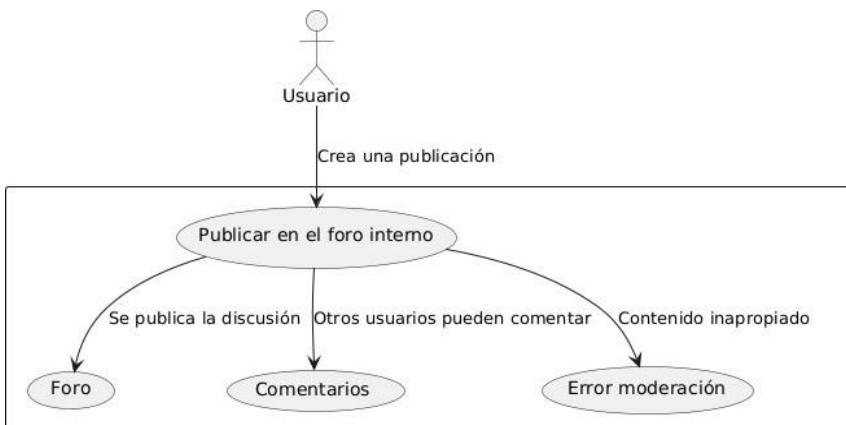 Usuario
Crea una publicación
Publicar en el foro interno
Se publica la discusión
Otros usuarios pueden comentar
Contenido inapropiado
Foro
Comentarios
Error moderación